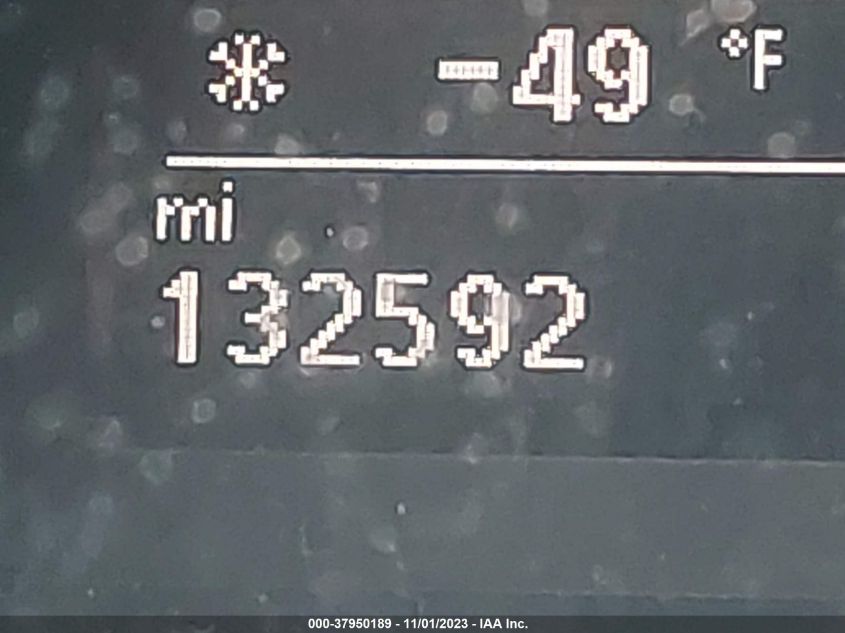 -49 °F
mi
132592
000-37950189 - 11/01/2023 - IAA Inc.